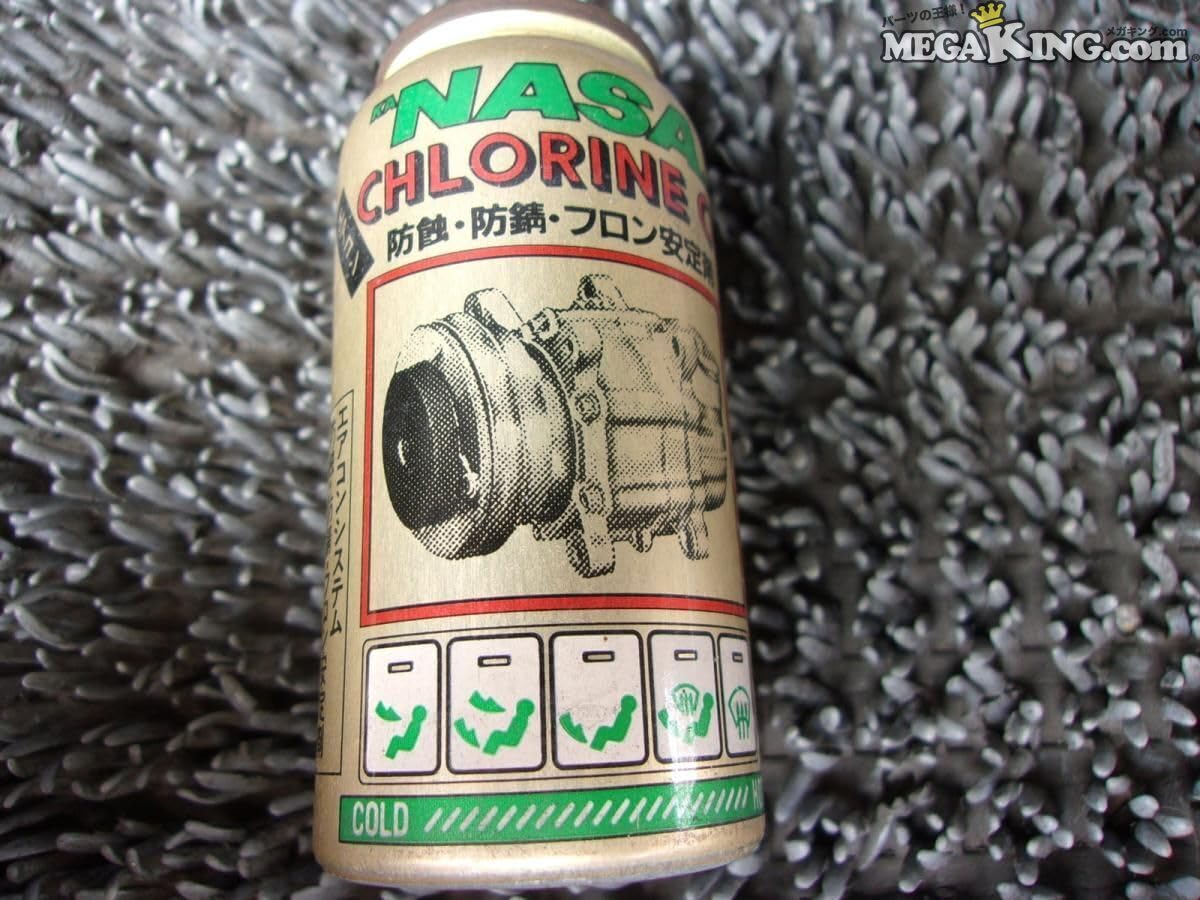 パーツの王様！
メガキング.com
MEGAKING.com
NASA
CHLORINE
防蝕・防錆・フロン安定剤
エアコンシステム
COLD